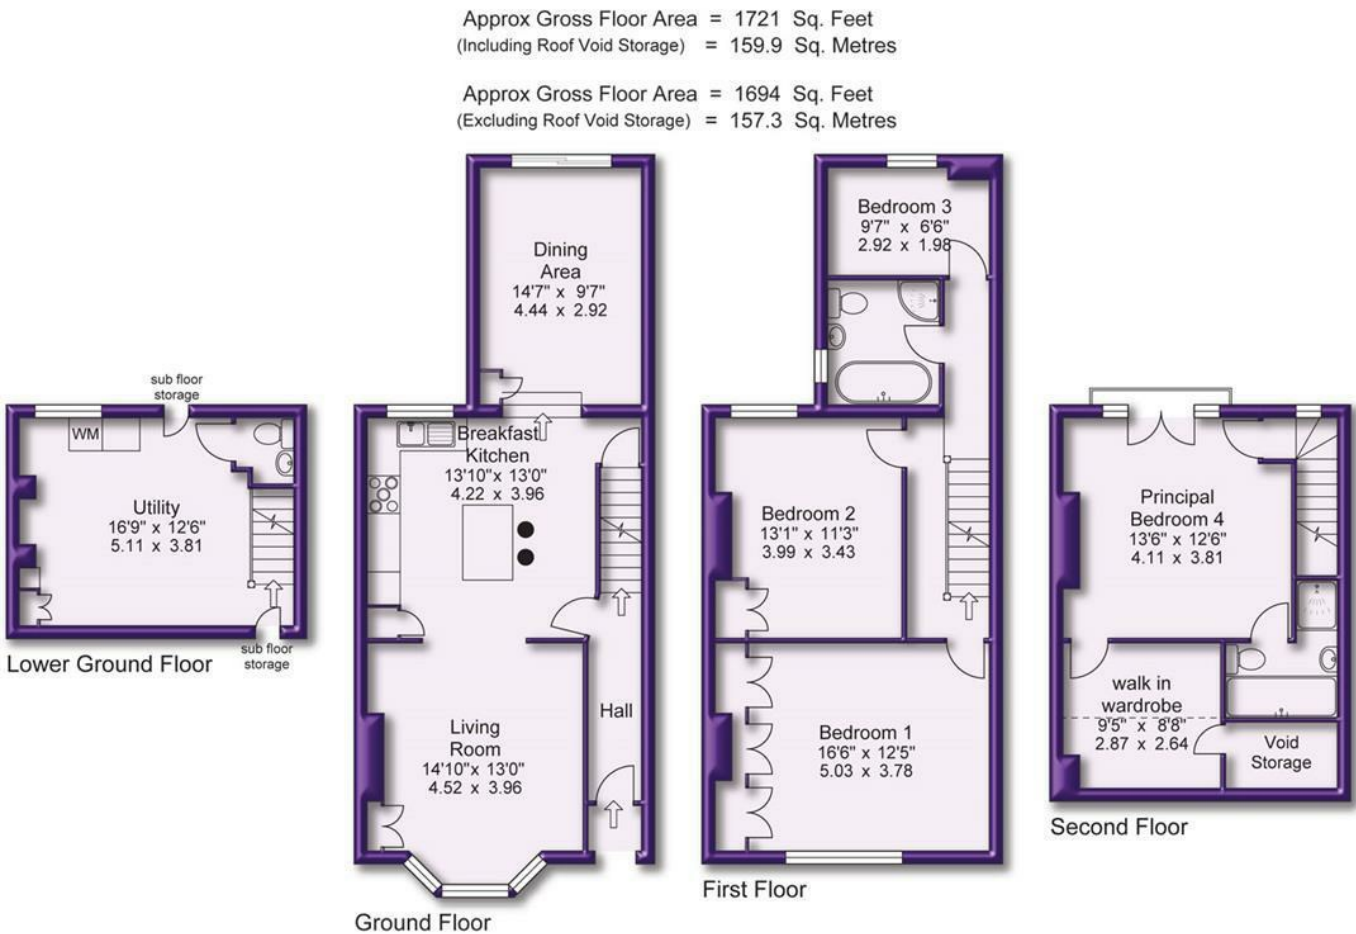 Approx Gross Floor Area = 1721 Sq. Feet
(Including Roof Void Storage) = 159.9 Sq. Metres
Approx Gross Floor Area = 1694 Sq. Feet
(Excluding Roof Void Storage) = 157.3 Sq. Metres
sub floor
storage
WM
Utility
16'9" x 12'6"
5.11 x 3.81
sub floor
storage
Lower Ground Floor
Dining
Area
14'7" x 9'7"
4.44 x 2.92
Breakfast
Kitchen
13'10" x 13'0"
4.22 x 3.96
Hall
Living
Room
14'10" x 13'0"
4.52 x 3.96
Ground Floor
Bedroom 3
9'7" x 6'6"
2.92 x 1.98
Bedroom 2
13'1" x 11'3"
3.99 x 3.43
Bedroom 1
16'6" x 12'5"
5.03 x 3.78
First Floor
Principal
Bedroom 4
13'6" x 12'6"
4.11 x 3.81
walk in
wardrobe
9'5" x 8'8"
2.87 x 2.64
Void
Storage
Second Floor